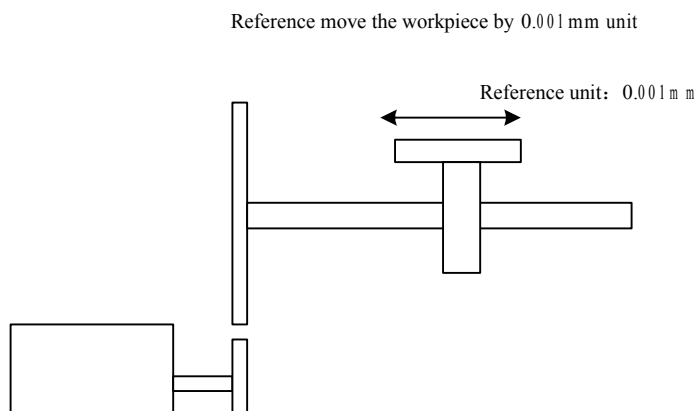 Reference move the workpiece by 0.001mm unit
Reference unit：0.001mm